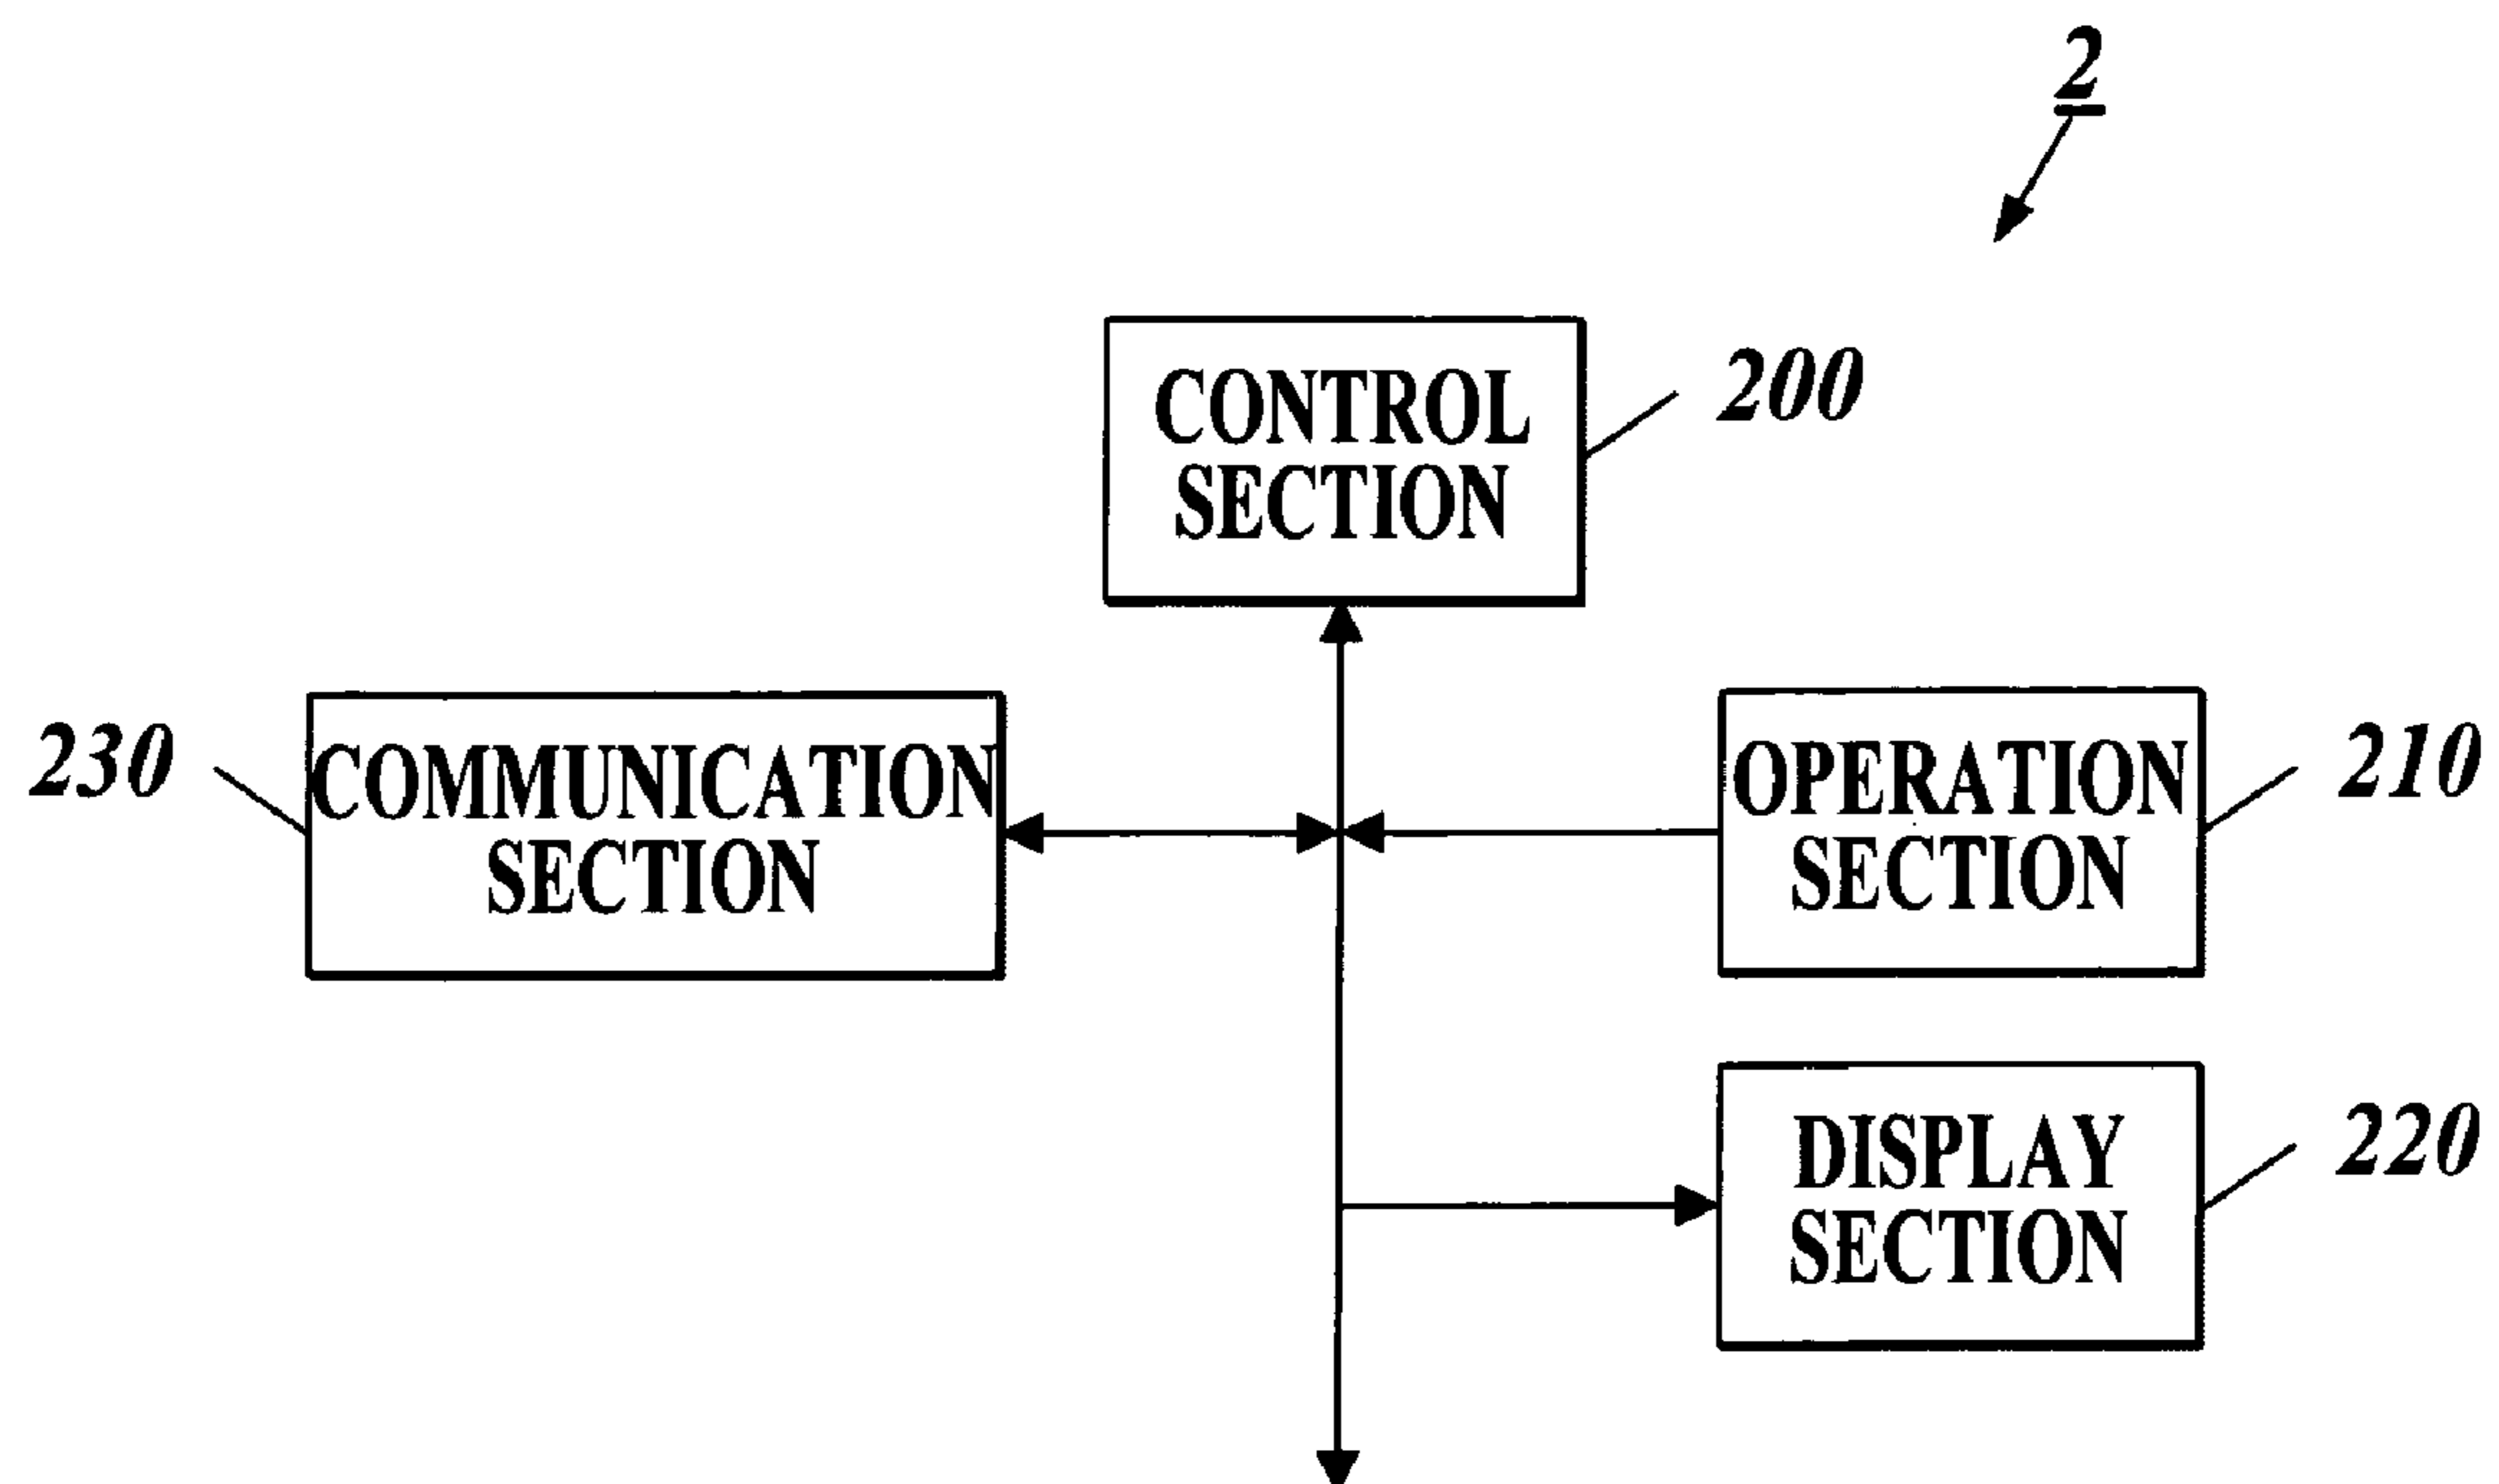 2
CONTROL
SECTION
200
230
COMMUNICATION
SECTION
OPERATION
SECTION
210
DISPLAY
SECTION
220